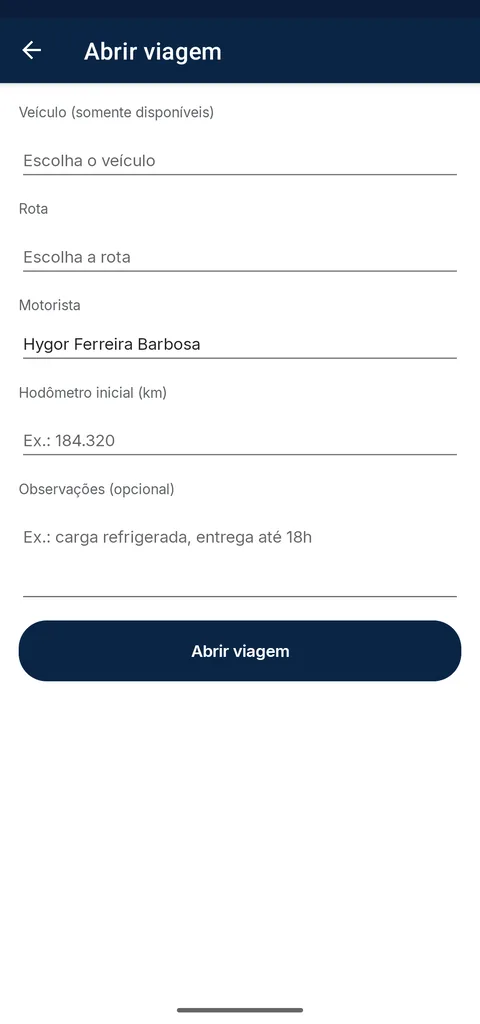 Abrir viagem
Veículo (somente disponíveis)
Escolha o veículo
Rota
Escolha a rota
Motorista
Hygor Ferreira Barbosa
Hodômetro inicial (km)
Ex.: 184.320
Observações (opcional)
Ex.: carga refrigerada, entrega até 18h
Abrir viagem